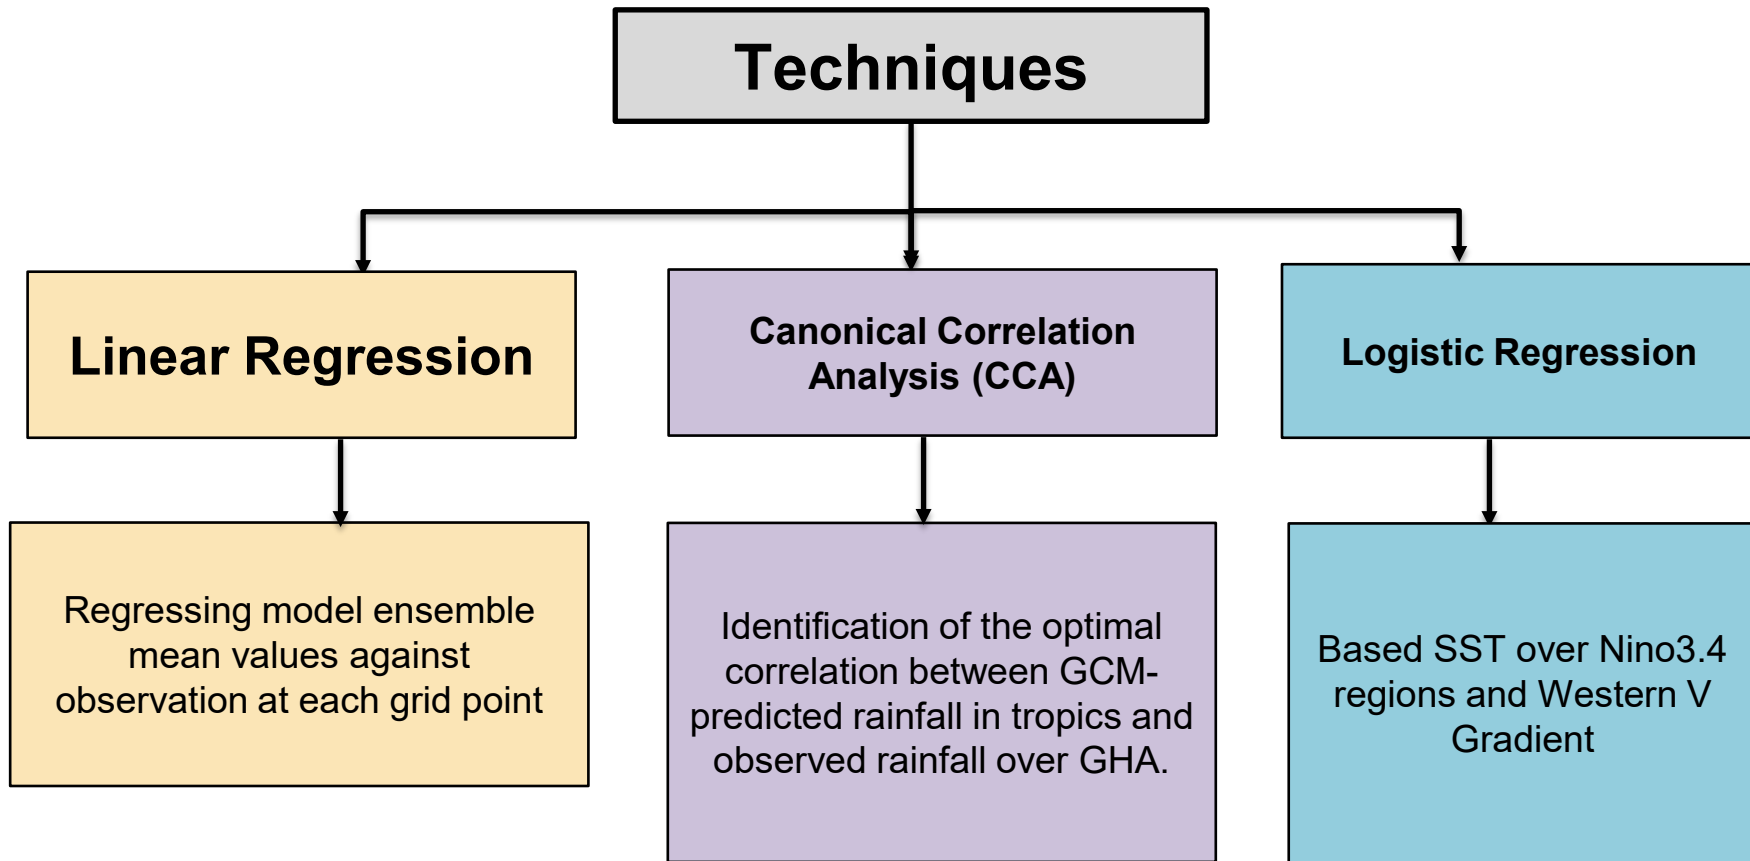 Techniques
Linear Regression
Canonical Correlation
Analysis (CCA)
Logistic Regression
Regressing model ensemble
mean values against
observation at each grid point
Identification of the optimal
correlation between GCM-
predicted rainfall in tropics and
observed rainfall over GHA.
Based SST over Nino3.4
regions and Western V
Gradient